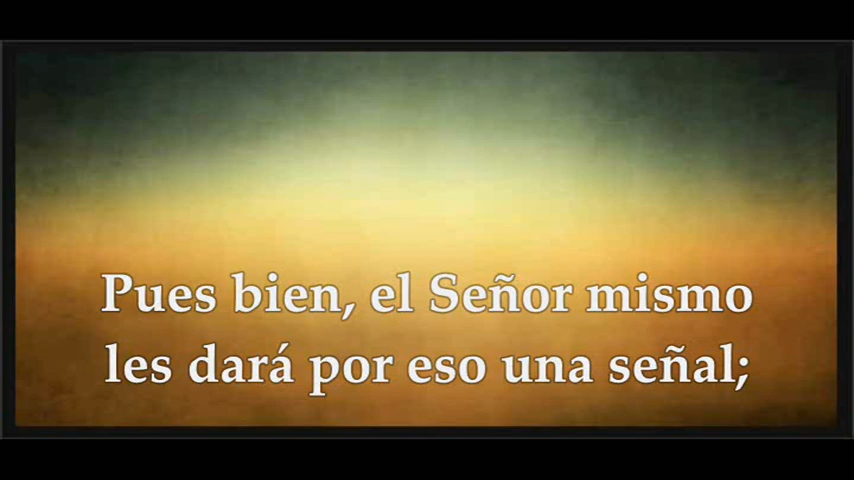 Pues bien, el Señor mismo
les dará por eso una señal;